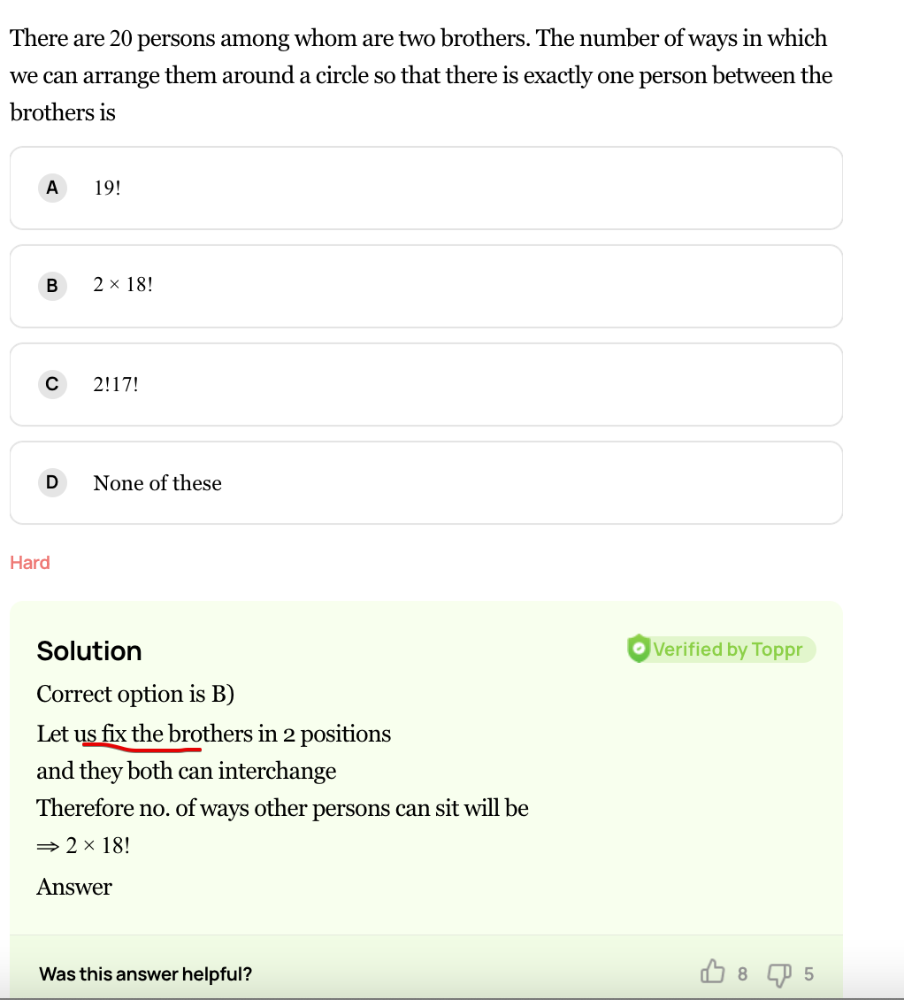 There are 20 persons among whom are two brothers. The number of ways in which
we can arrange them around a circle so that there is exactly one person between the
brothers is
A 19!
B 2 × 18!
C 2!17!
D None of these
Hard
Solution
Verified by Toppr
Correct option is B)
Let us fix the brothers in 2 positions
and they both can interchange
Therefore no. of ways other persons can sit will be
⇒ 2 × 18!
Answer
Was this answer helpful?
8
5